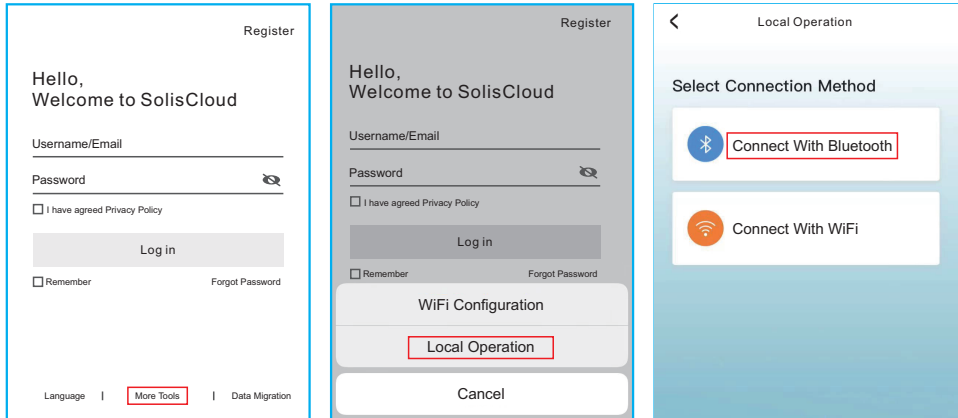 Register
Hello,
Welcome to SolisCloud
Username/Email
Password
I have agreed Privacy Policy
Log in
Remember Forgot Password
Language | More Tools | Data Migration
Register
Hello,
Welcome to SolisCloud
Username/Email
Password
I have agreed Privacy Policy
Log in
Remember Forgot Password
WiFi Configuration
Local Operation
Cancel
Local Operation
Select Connection Method
Connect With Bluetooth
Connect With WiFi